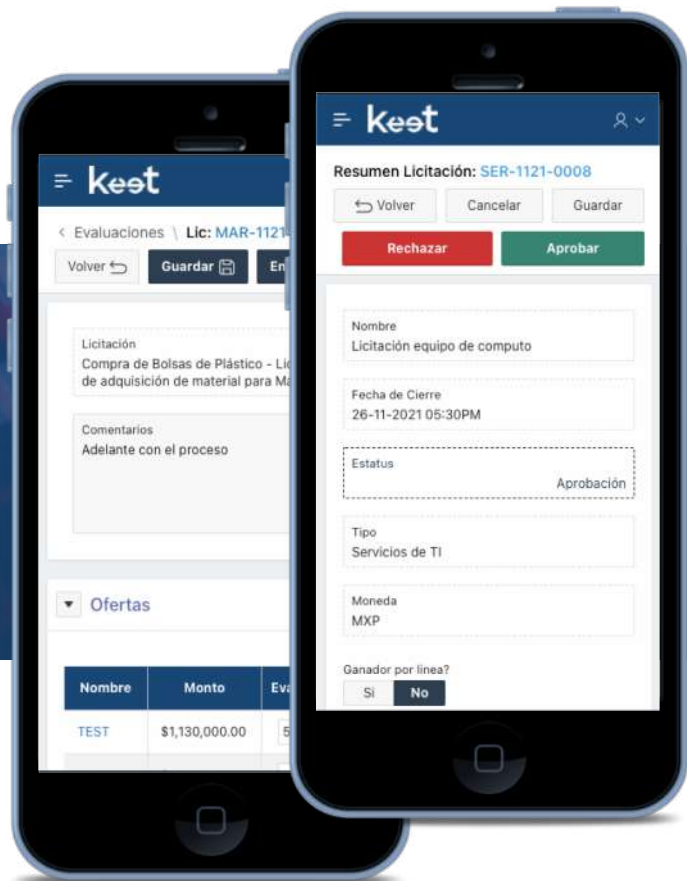 keet
< Evaluaciones \ Lic: MAR-1121
Volver
Guardar
Licitación
Compra de Bolsas de Plástico -
de adquisición de material para
Comentarios
Adelante con el proceso
Ofertas
Nombre
Monto
TEST
$1,130,000.00
5
keet
Resumen Licitación: SER-1121-0008
Volver
Cancelar
Guardar
Rechazar
Aprobar
Nombre
Licitación equipo de computo
Fecha de Cierre
26-11-2021 05:30PM
Estatus
Aprobación
Tipo
Servicios de TI
Moneda
MXP
Ganador por linea?
Si
No